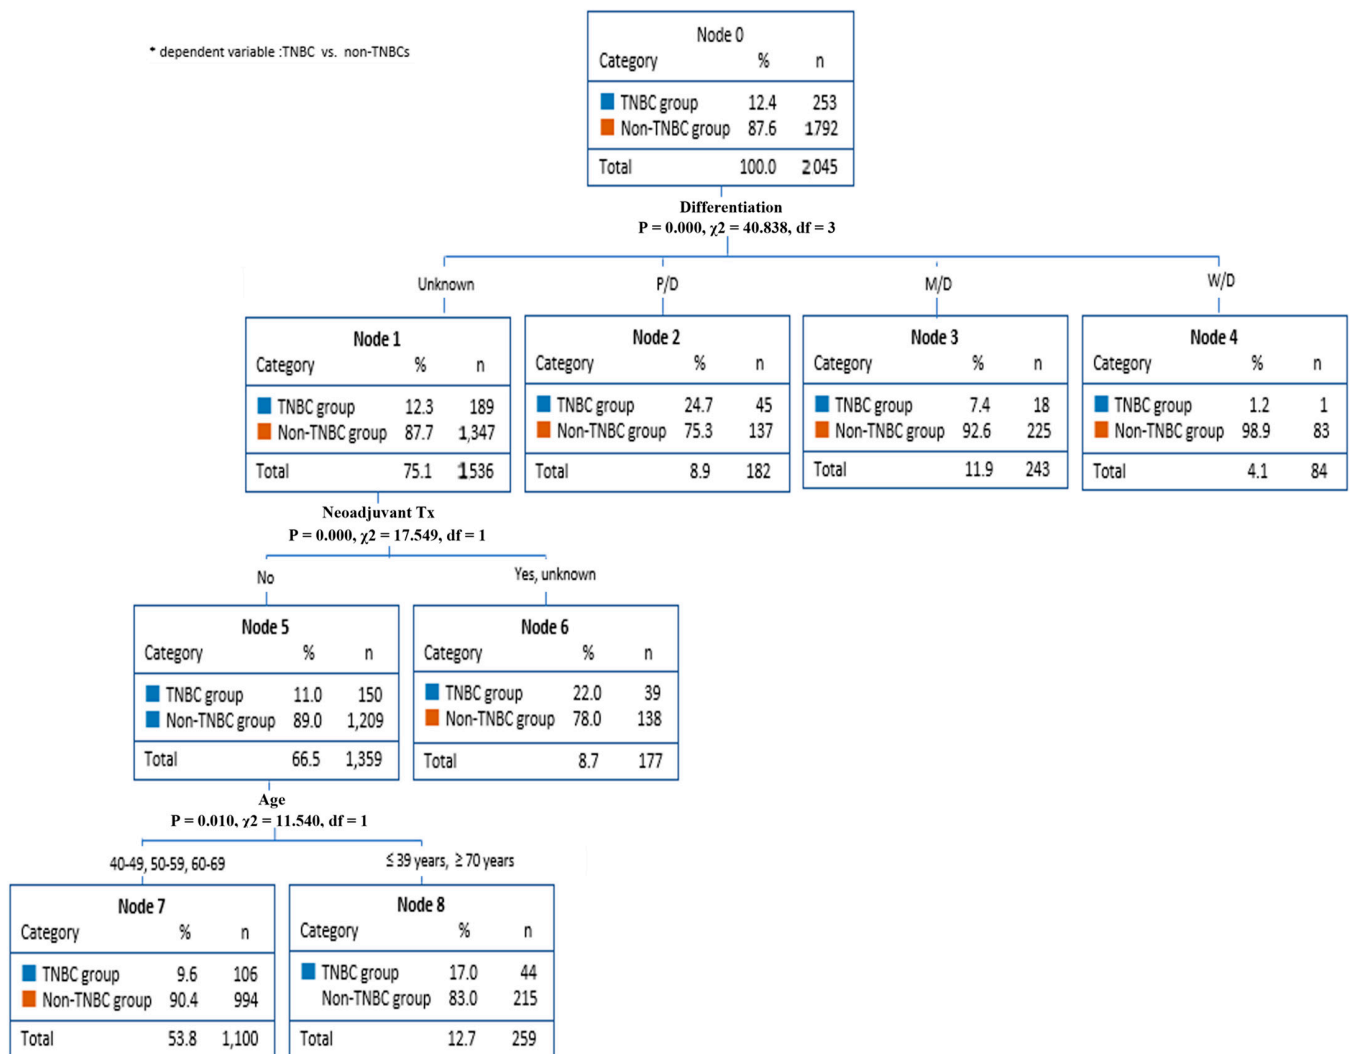 * dependent variable :TNBC vs. non-TNBCs
Node 0
Category % n
TNBC group 12.4 253
Non-TNBC group 87.6 1792
Total 100.0 2045
Differentiation
P = 0.000, χ2 = 40.838, df = 3
Unknown P/D M/D W/D
Node 1
Category % n
TNBC group 12.3 189
Non-TNBC group 87.7 1,347
Total 75.1 1536
Node 2
Category % n
TNBC group 24.7 45
Non-TNBC group 75.3 137
Total 8.9 182
Node 3
Category % n
TNBC group 7.4 18
Non-TNBC group 92.6 225
Total 11.9 243
Node 4
Category % n
TNBC group 1.2 1
Non-TNBC group 98.9 83
Total 4.1 84
Neoadjuvant Tx
P = 0.000, χ2 = 17.549, df = 1
No Yes, unknown
Node 5
Category % n
TNBC group 11.0 150
Non-TNBC group 89.0 1,209
Total 66.5 1,359
Node 6
Category % n
TNBC group 22.0 39
Non-TNBC group 78.0 138
Total 8.7 177
Age
P = 0.010, χ2 = 11.540, df = 1
40-49, 50-59, 60-69 ≤ 39 years, ≥ 70 years
Node 7
Category % n
TNBC group 9.6 106
Non-TNBC group 90.4 994
Total 53.8 1,100
Node 8
Category % n
TNBC group 17.0 44
Non-TNBC group 83.0 215
Total 12.7 259